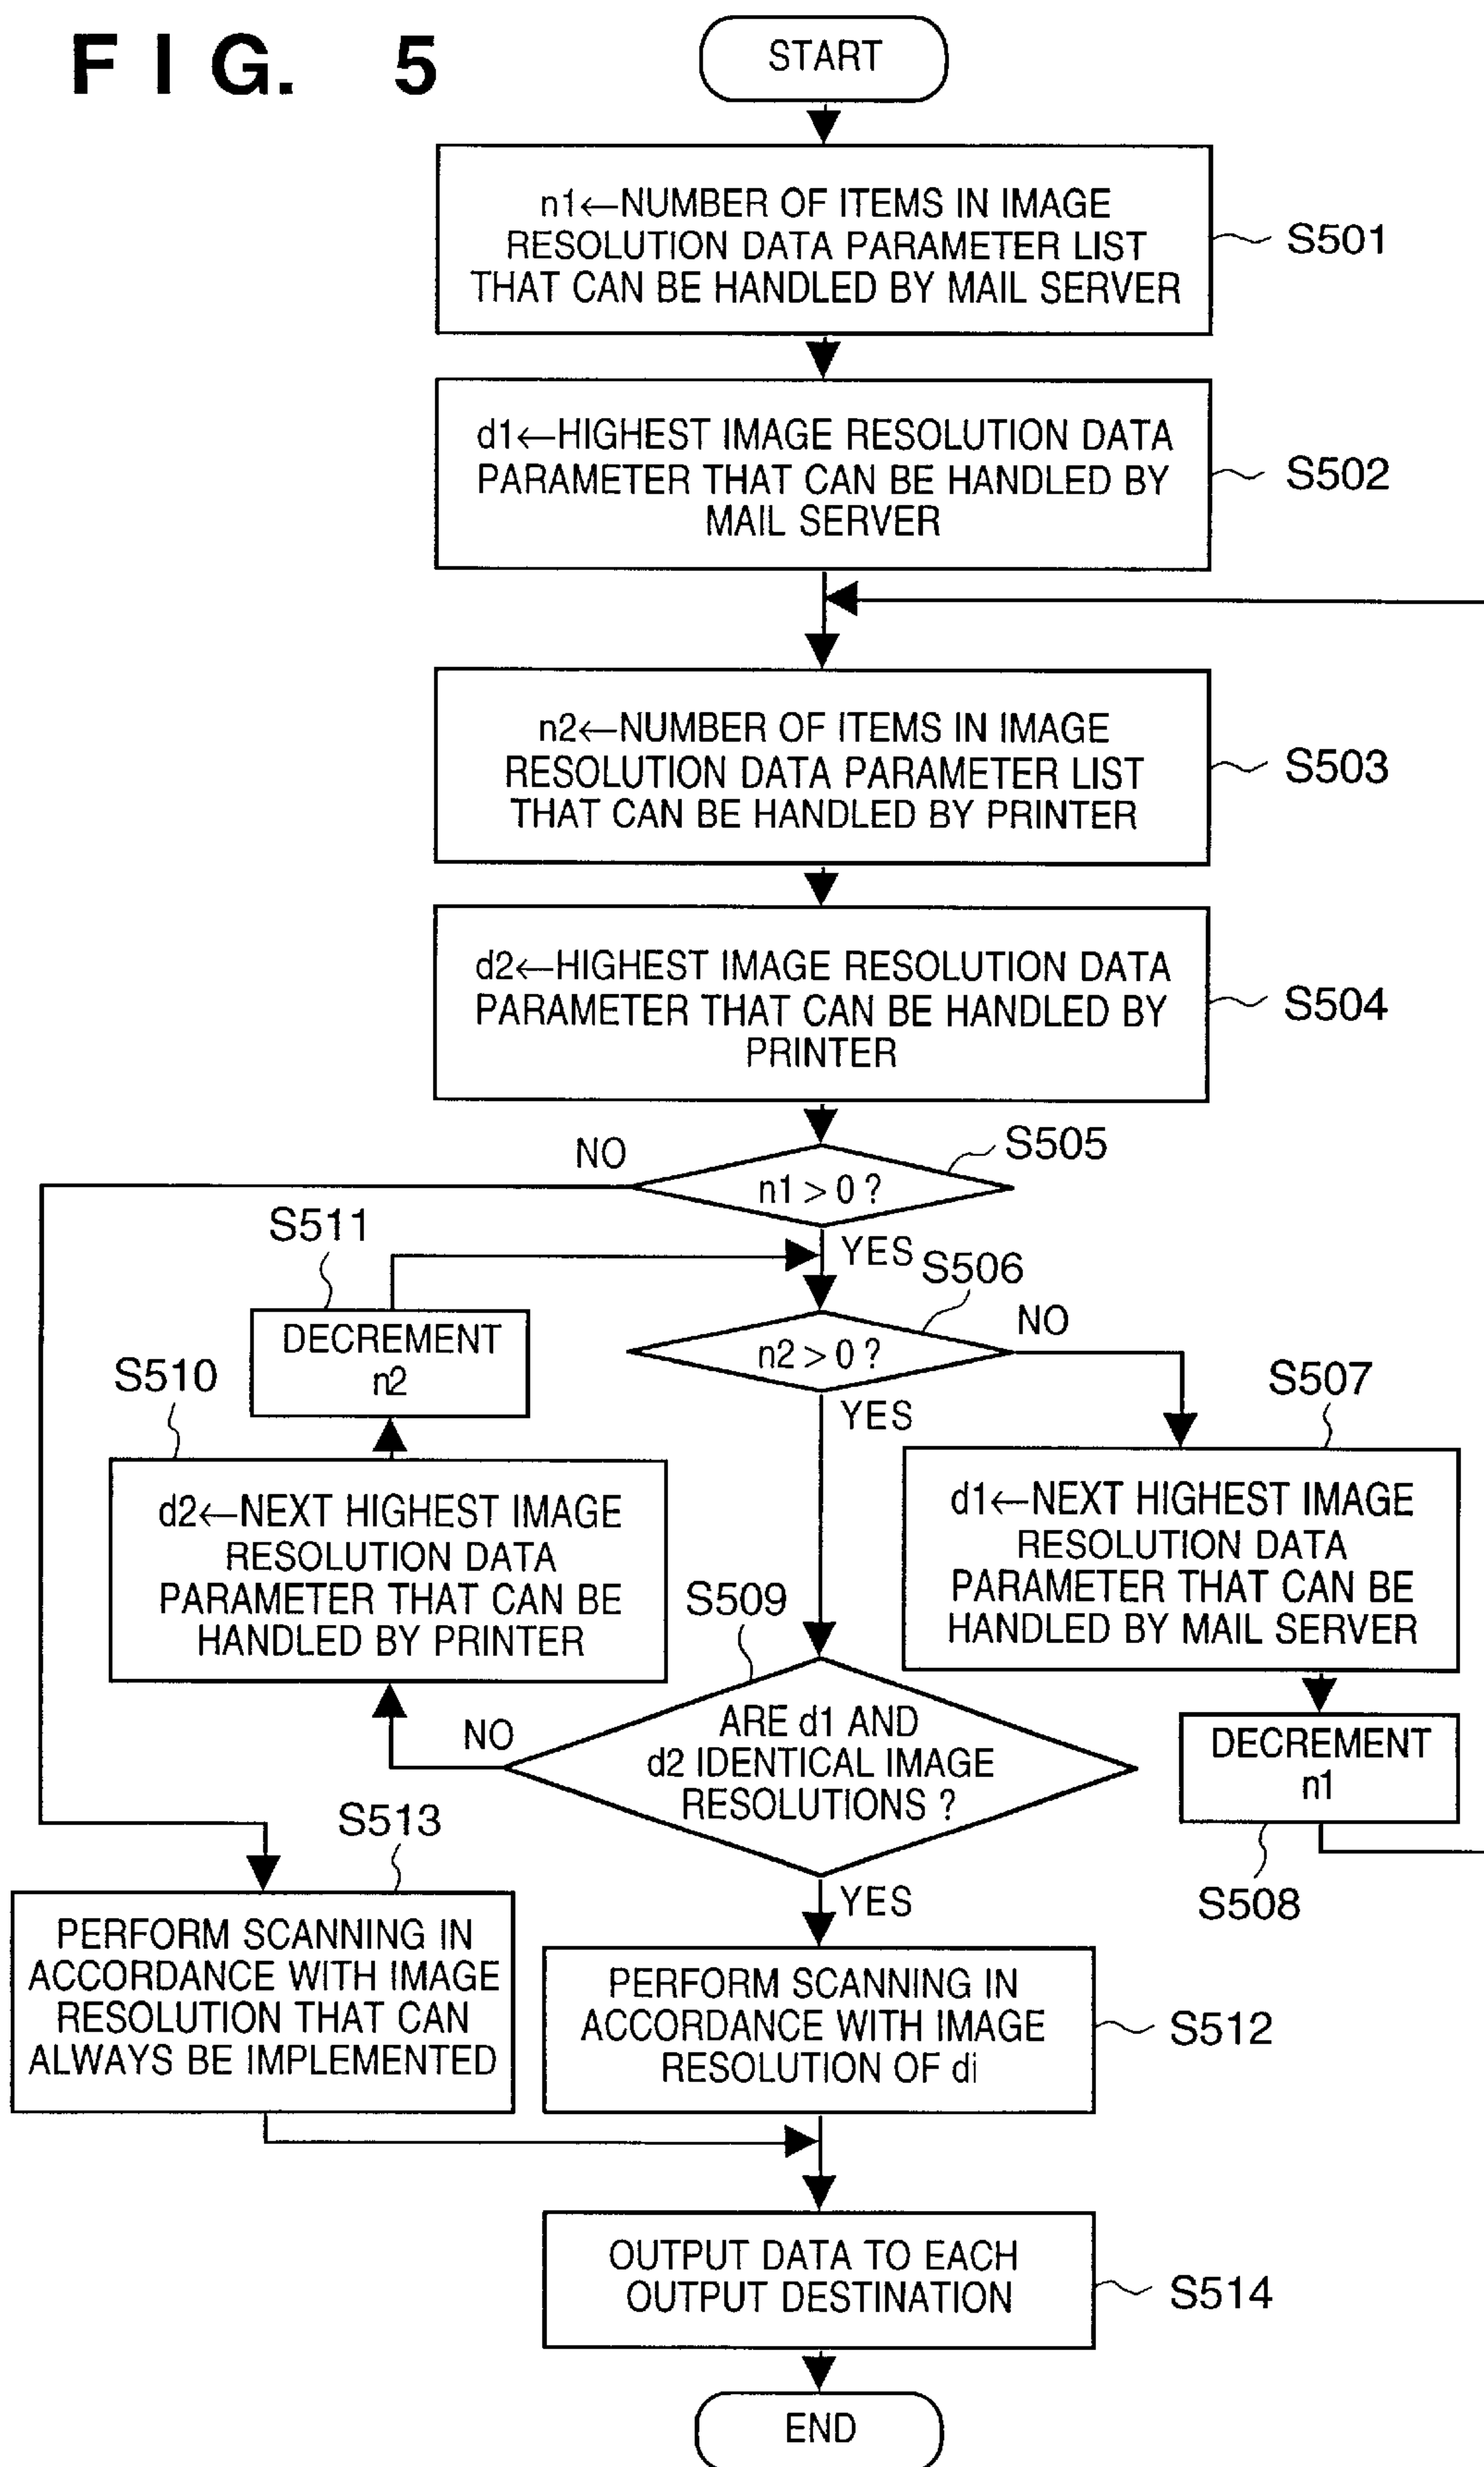 FIG. 5
START
n1←NUMBER OF ITEMS IN IMAGE
RESOLUTION DATA PARAMETER LIST
THAT CAN BE HANDLED BY MAIL SERVER
S501
d1←HIGHEST IMAGE RESOLUTION DATA
PARAMETER THAT CAN BE HANDLED BY
MAIL SERVER
S502
n2←NUMBER OF ITEMS IN IMAGE
RESOLUTION DATA PARAMETER LIST
THAT CAN BE HANDLED BY PRINTER
S503
d2←HIGHEST IMAGE RESOLUTION DATA
PARAMETER THAT CAN BE HANDLED BY
PRINTER
S504
NO
S505
n1 > 0 ?
S511
YES
S506
DECREMENT
n2
n2 > 0 ?
NO
S510
YES
S507
d2←NEXT HIGHEST IMAGE
RESOLUTION DATA
PARAMETER THAT CAN BE
HANDLED BY PRINTER
d1←NEXT HIGHEST IMAGE
RESOLUTION DATA
PARAMETER THAT CAN BE
HANDLED BY MAIL SERVER
S509
NO
ARE d1 AND
d2 IDENTICAL IMAGE
RESOLUTIONS ?
DECREMENT
n1
S508
S513
YES
PERFORM SCANNING IN
ACCORDANCE WITH IMAGE
RESOLUTION THAT CAN
ALWAYS BE IMPLEMENTED
PERFORM SCANNING IN
ACCORDANCE WITH IMAGE
RESOLUTION OF di
S512
OUTPUT DATA TO EACH
OUTPUT DESTINATION
S514
END